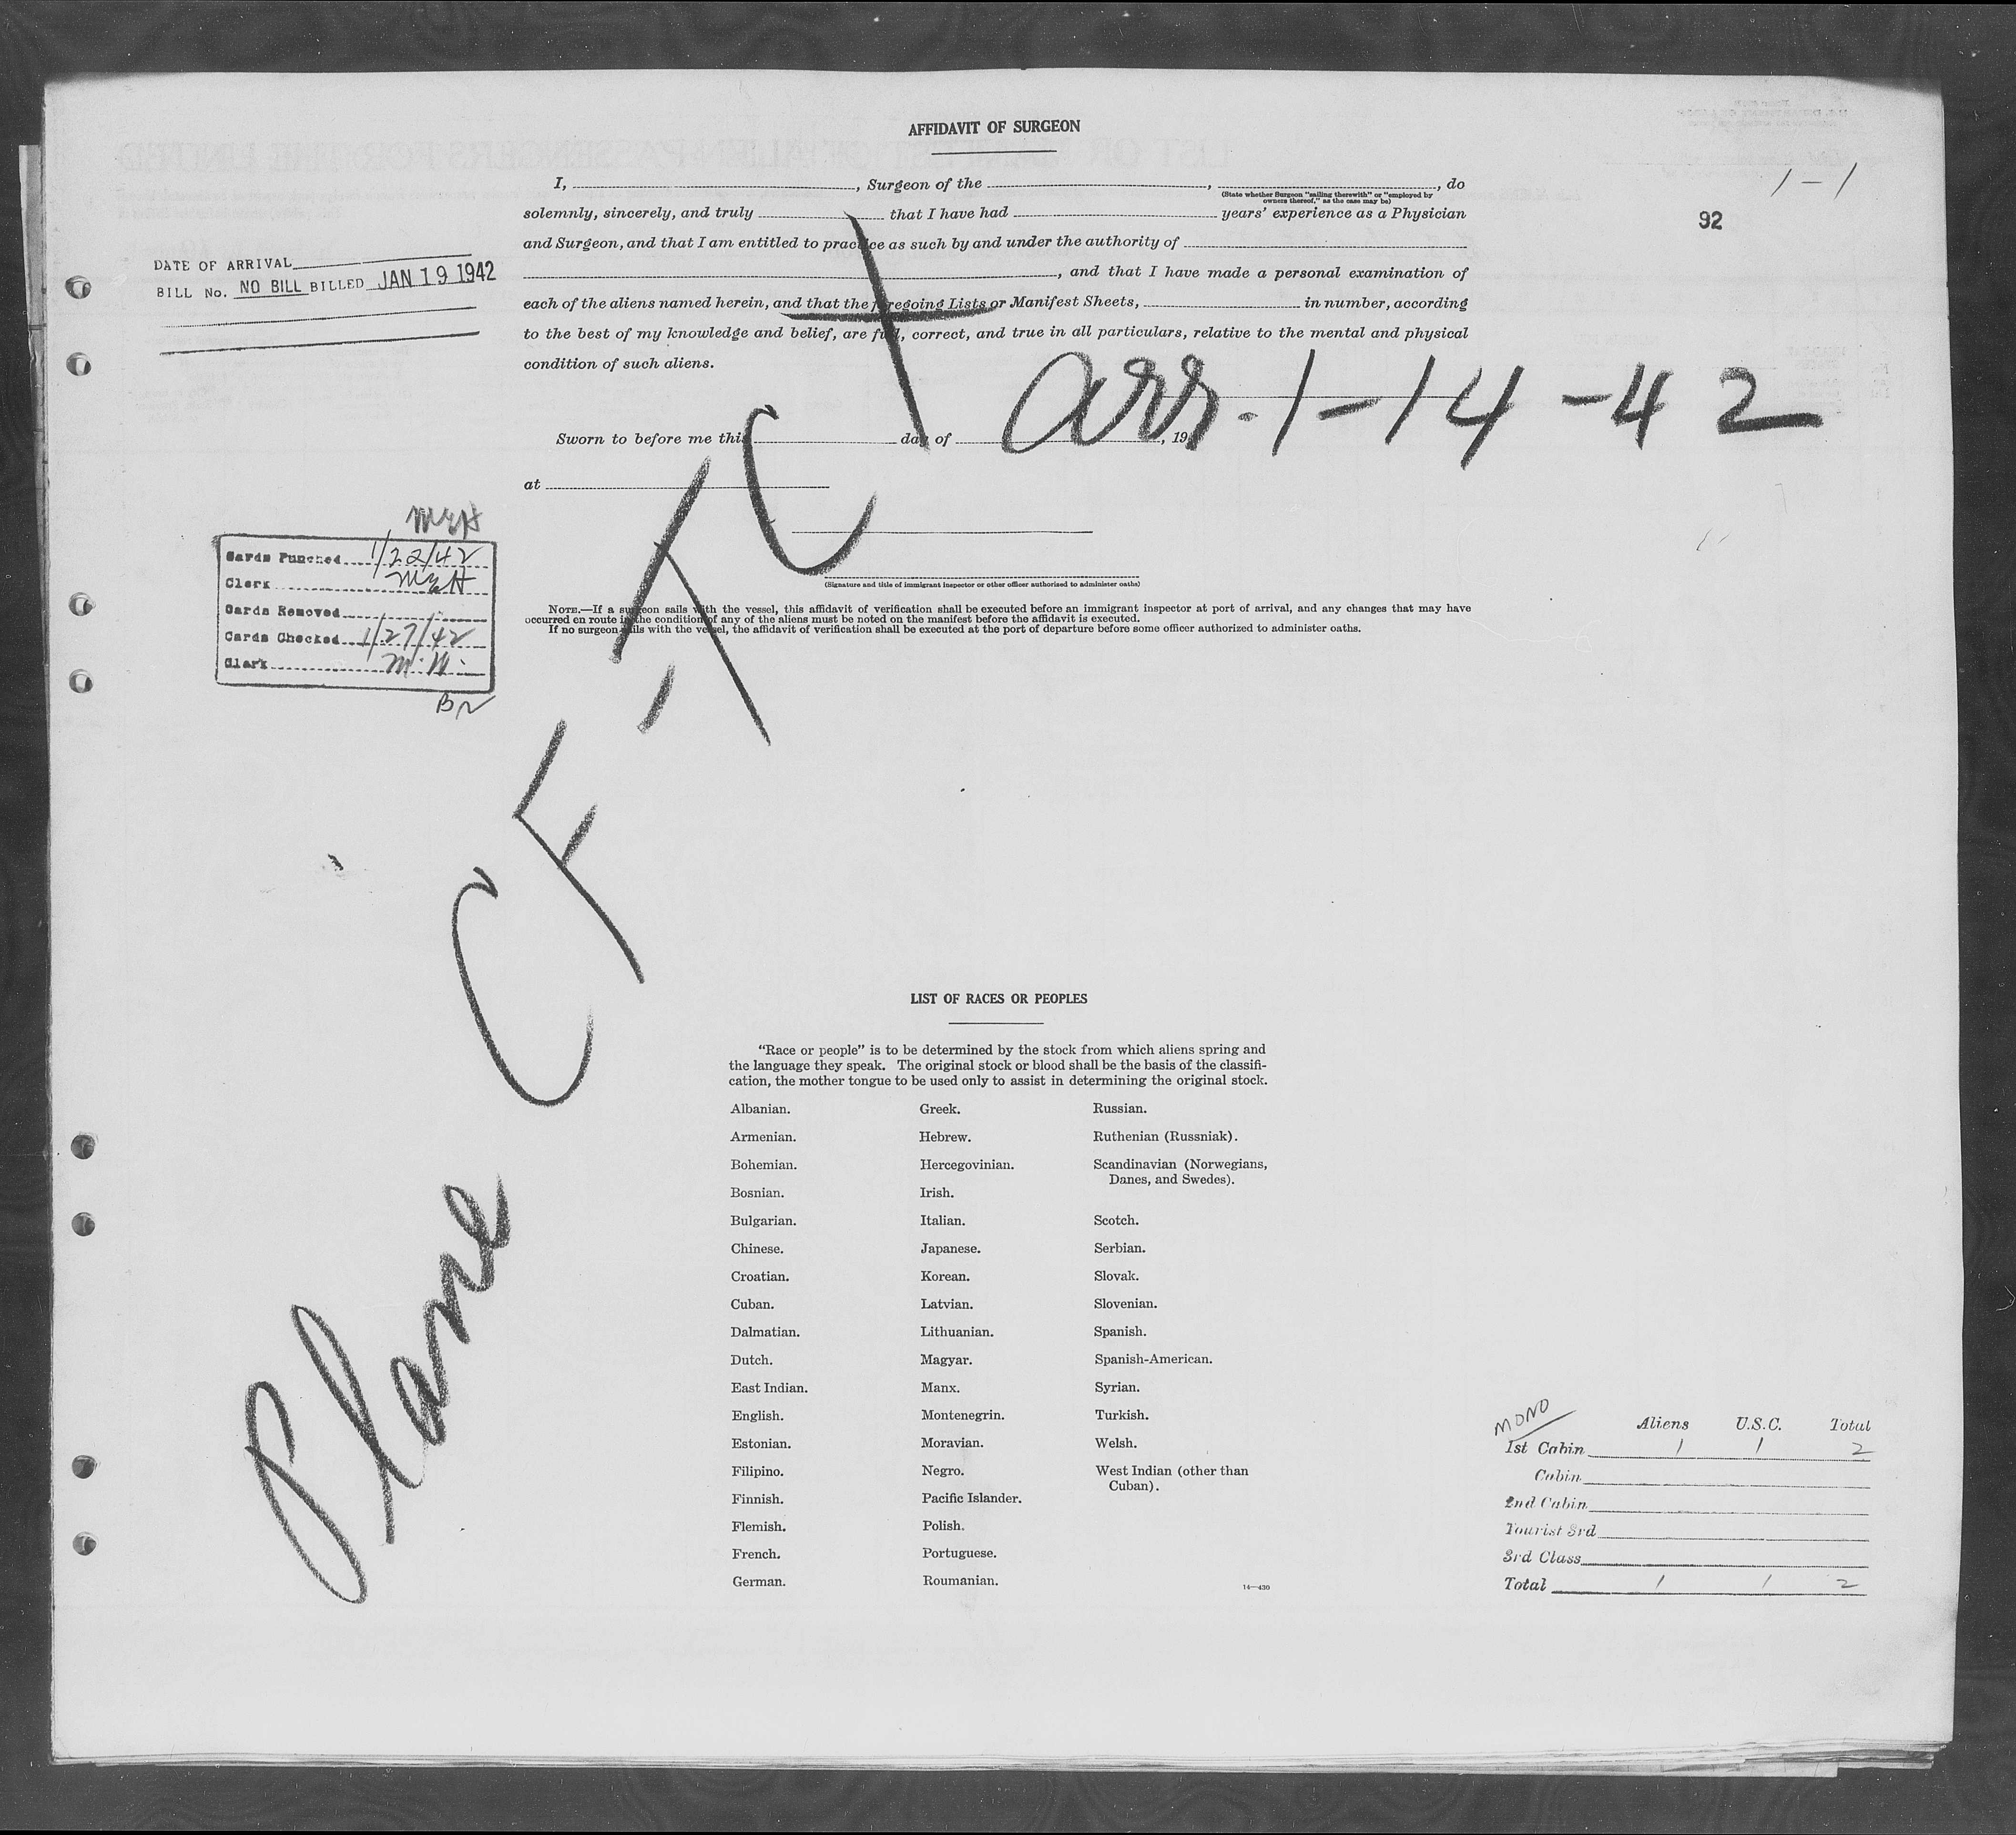 AFFIDAVIT OF SURGEON
1-1
92
I, , Surgeon of the , , do
(State whether Surgeon "sailing therewith" or "employed by
owners thereof," as the case may be)
solemnly, sincerely, and truly that I have had years' experience as a Physician
and Surgeon, and that I am entitled to practice as such by and under the authority of
, and that I have made a personal examination of
each of the aliens named herein, and that the foregoing Lists or Manifest Sheets, in number, according
to the best of my knowledge and belief, are full, correct, and true in all particulars, relative to the mental and physical
condition of such aliens.
DATE OF ARRIVAL
BILL No. NO BILL BILLED JAN 19 1942
arr. 1-14-42
Sworn to before me this day of , 19
at
(Signature and title of immigrant inspector or other officer authorized to administer oaths)
NOTE.—If a surgeon sails with the vessel, this affidavit of verification shall be executed before an immigrant inspector at port of arrival, and any changes that may have
occurred en route in the condition of any of the aliens must be noted on the manifest before the affidavit is executed.
If no surgeon sails with the vessel, the affidavit of verification shall be executed at the port of departure before some officer authorized to administer oaths.
Cards Punched 1/22/42
Clerk
Cards Removed
Cards Checked 1/27/42
Clerk
Plane CF-TCT
LIST OF RACES OR PEOPLES
"Race or people" is to be determined by the stock from which aliens spring and
the language they speak. The original stock or blood shall be the basis of the classifi-
cation, the mother tongue to be used only to assist in determining the original stock.
Albanian.
Armenian.
Bohemian.
Bosnian.
Bulgarian.
Chinese.
Croatian.
Cuban.
Dalmatian.
Dutch.
East Indian.
English.
Estonian.
Filipino.
Finnish.
Flemish.
French.
German.
Greek.
Hebrew.
Hercegovinian.
Irish.
Italian.
Japanese.
Korean.
Latvian.
Lithuanian.
Magyar.
Manx.
Montenegrin.
Moravian.
Negro.
Pacific Islander.
Polish.
Portuguese.
Roumanian.
Russian.
Ruthenian (Russniak).
Scandinavian (Norwegians,
Danes, and Swedes).
Scotch.
Serbian.
Slovak.
Slovenian.
Spanish.
Spanish-American.
Syrian.
Turkish.
Welsh.
West Indian (other than
Cuban).
14—430
MONO
Aliens U.S.C. Total
1st Cabin 1 1 2
Cabin
2nd Cabin
Tourist 3rd
3rd Class
Total 1 1 2